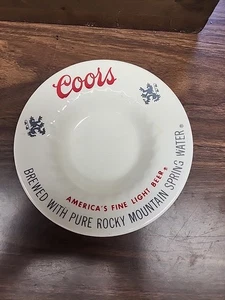 Coors
AMERICA'S FINE LIGHT BEER®
BREWED WITH PURE ROCKY MOUNTAIN SPRING WATER®